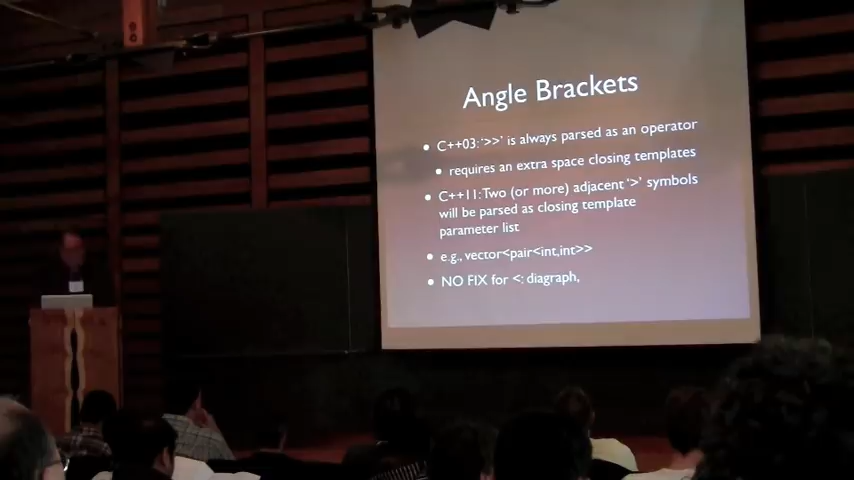 Angle Brackets
• C++03: '>>' is always parsed as an operator
• requires an extra space closing templates
• C++11: Two (or more) adjacent '>' symbols
will be parsed as closing template
parameter list
• e.g., vector<pair<int,int>>
• NO FIX for <: diagraph,